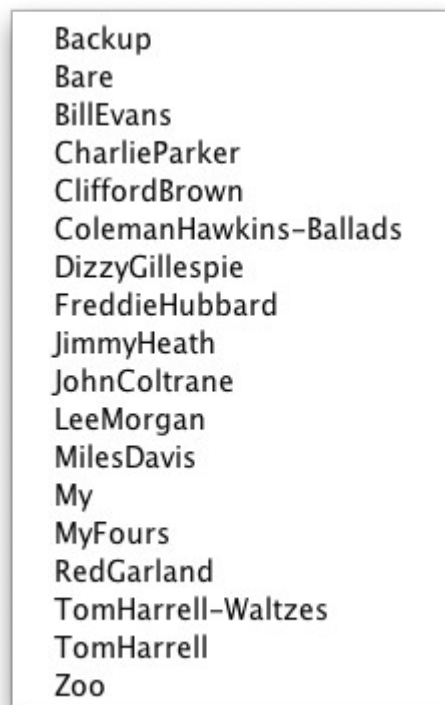 Backup
Bare
BillEvans
CharlieParker
CliffordBrown
ColemanHawkins-Ballads
DizzyGillespie
FreddieHubbard
JimmyHeath
JohnColtrane
LeeMorgan
MilesDavis
My
MyFours
RedGarland
TomHarrell-Waltzes
TomHarrell
Zoo